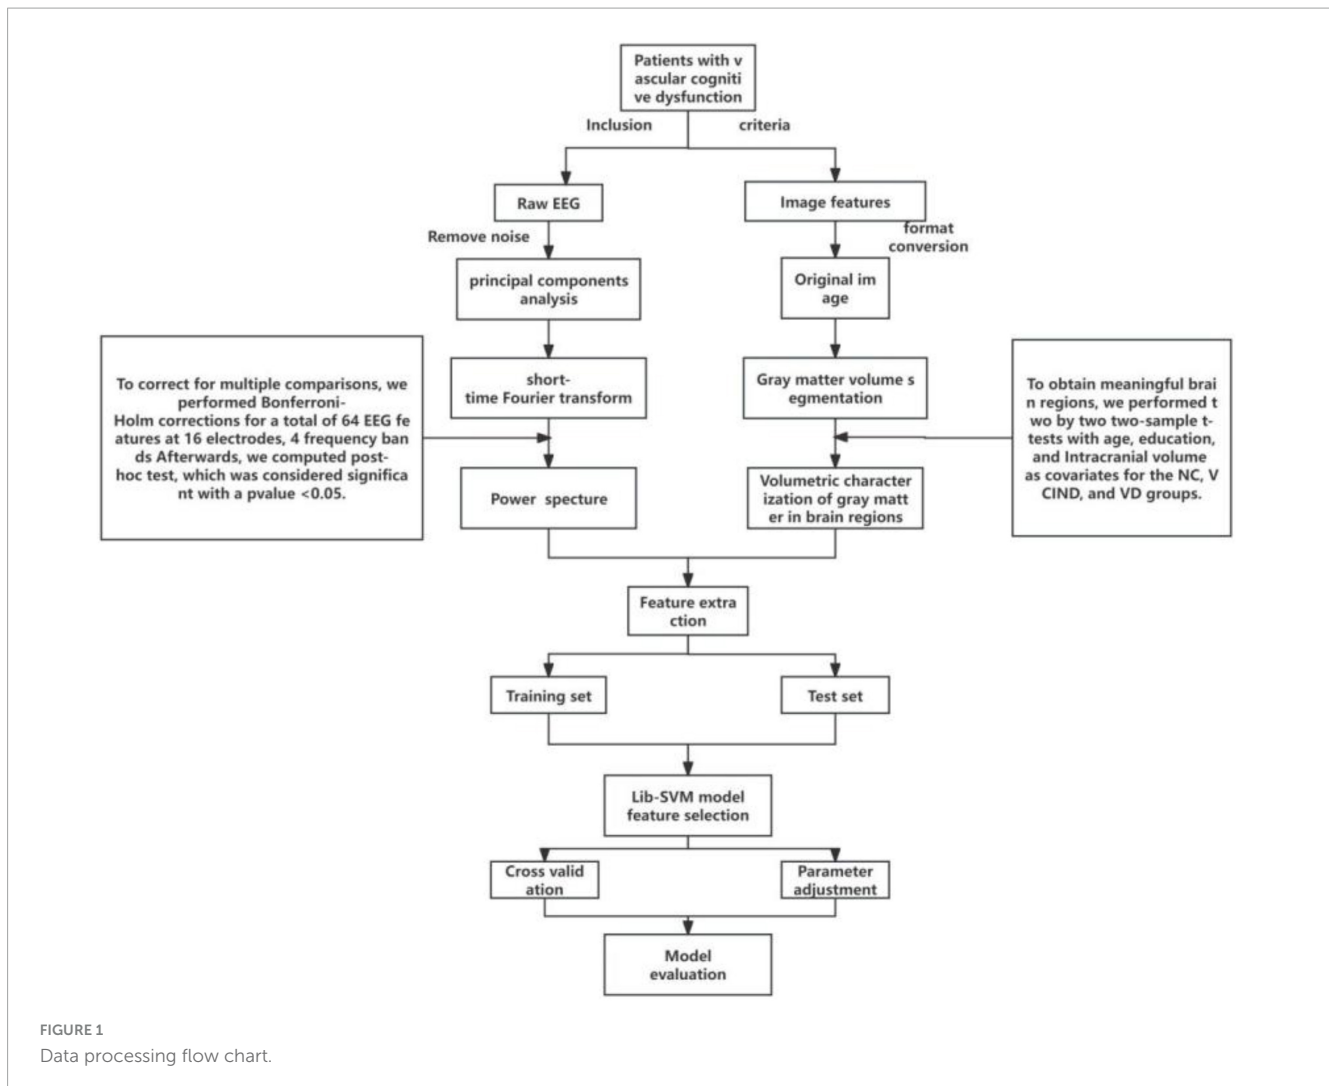 Patients with v
ascular cogniti
ve dysfunction
Inclusion
criteria
Raw EEG
Image features
Remove noise
format
conversion
principal components
analysis
Original im
age
short-
time Fourier transform
Gray matter volume s
egmentation
To correct for multiple comparisons, we
performed Bonferroni-
Holm corrections for a total of 64 EEG fe
atures at 16 electrodes, 4 frequency ban
ds Afterwards, we computed post-
hoc test, which was considered significa
nt with a pvalue <0.05.
To obtain meaningful brai
n regions, we performed t
wo by two two-sample t-
tests with age, education,
and Intracranial volume
as covariates for the NC, V
CIND, and VD groups.
Power specture
Volumetric character
ization of gray matt
er in brain regions
Feature extra
ction
Training set
Test set
Lib-SVM model
feature selection
Cross valid
ation
Parameter
adjustment
Model
evaluation
FIGURE 1
Data processing flow chart.